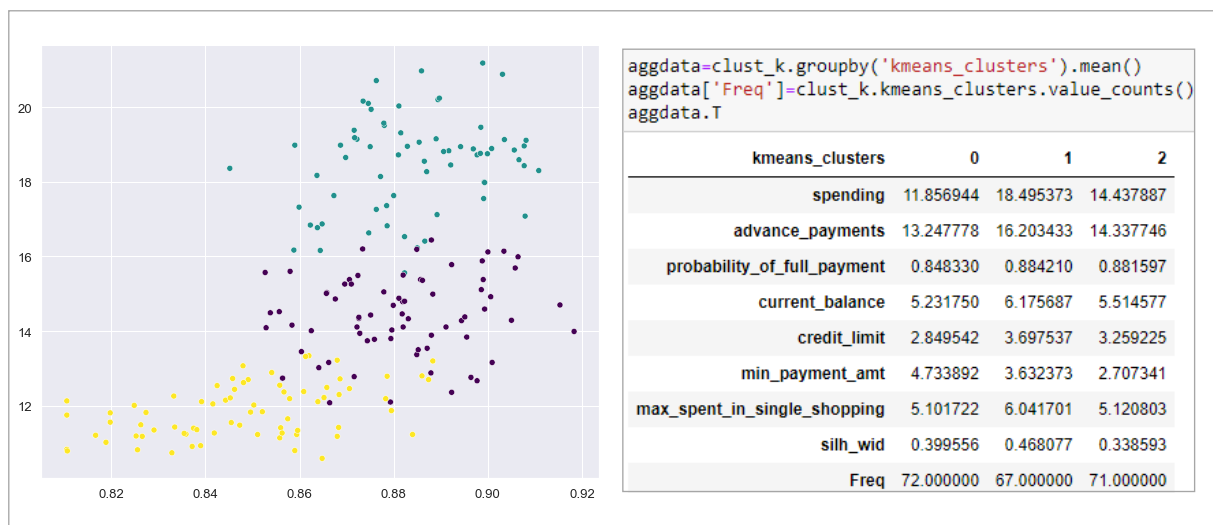 20
18
16
14
12
0.82 0.84 0.86 0.88 0.90 0.92
aggdata=clust_k.groupby('kmeans_clusters').mean()
aggdata['Freq']=clust_k.kmeans_clusters.value_counts()
aggdata.T
kmeans_clusters 0 1 2
spending 11.856944 18.495373 14.437887
advance_payments 13.247778 16.203433 14.337746
probability_of_full_payment 0.848330 0.884210 0.881597
current_balance 5.231750 6.175687 5.514577
credit_limit 2.849542 3.697537 3.259225
min_payment_amt 4.733892 3.632373 2.707341
max_spent_in_single_shopping 5.101722 6.041701 5.120803
silh_wid 0.399556 0.468077 0.338593
Freq 72.000000 67.000000 71.000000